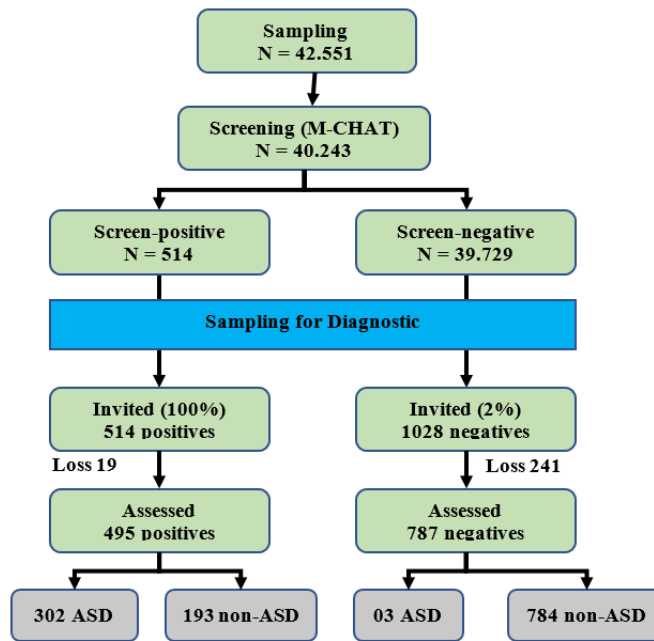 Sampling
N = 42.551
Screening (M-CHAT)
N = 40.243
Screen-positive
N = 514
Screen-negative
N = 39.729
Sampling for Diagnostic
Invited (100%)
514 positives
Invited (2%)
1028 negatives
Loss 19
Loss 241
Assessed
495 positives
Assessed
787 negatives
302 ASD
193 non-ASD
03 ASD
784 non-ASD